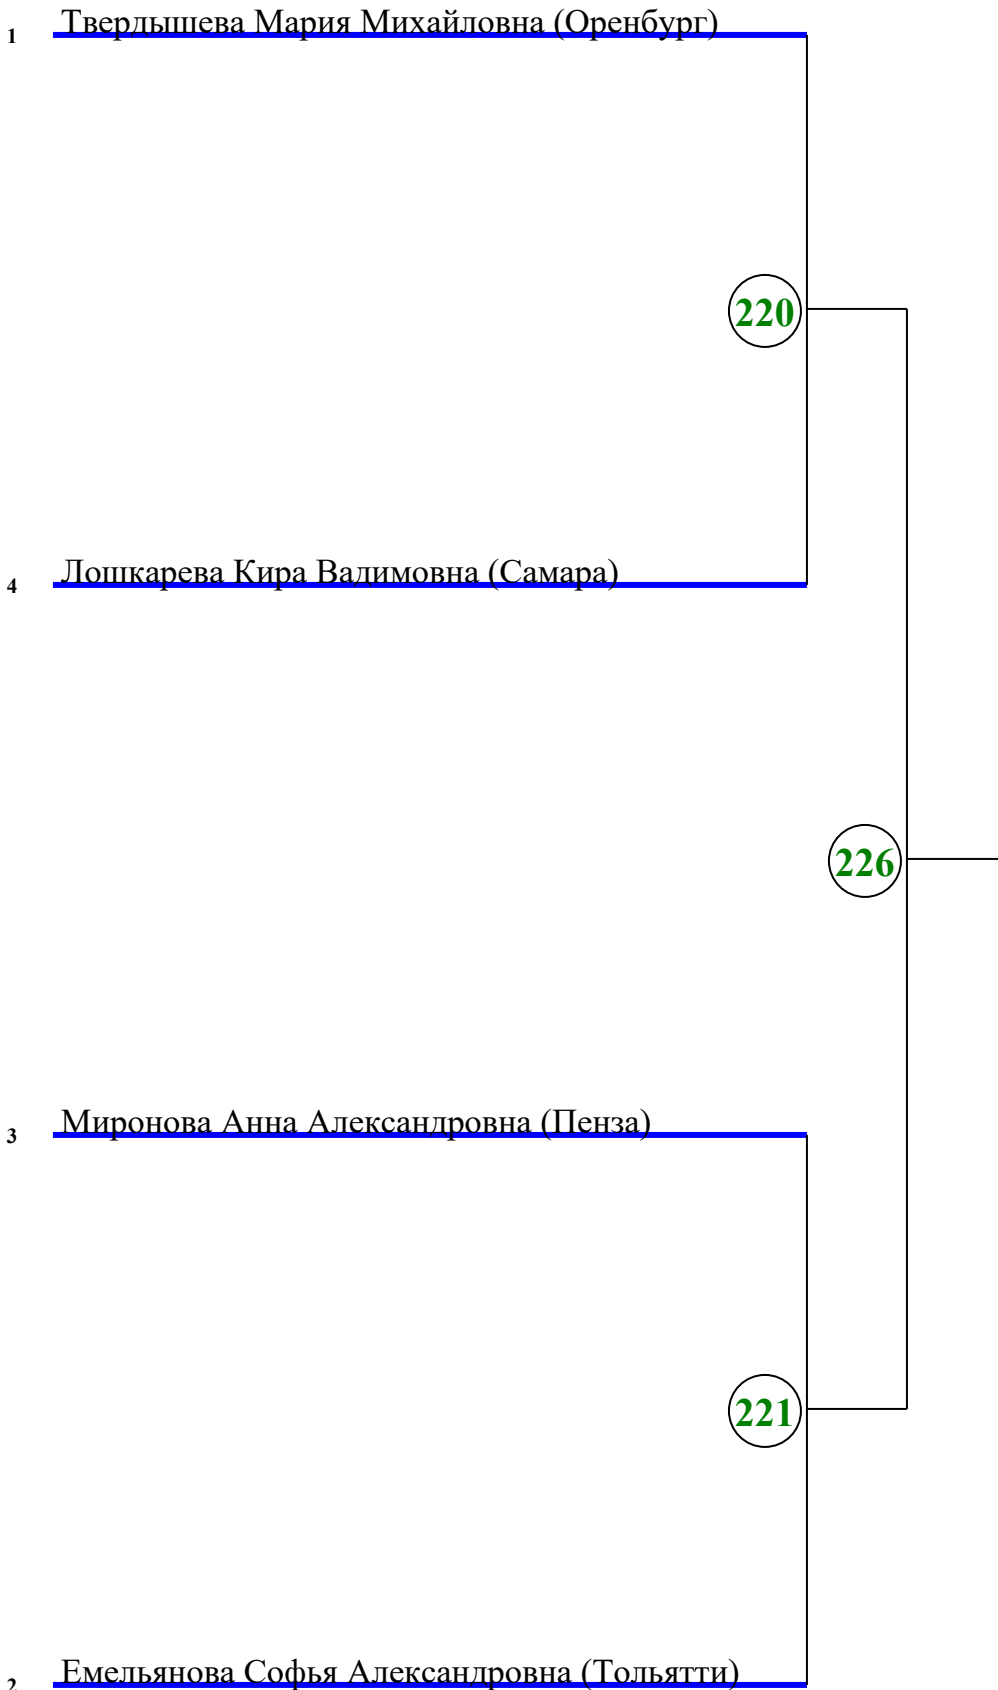 1 Твердышева Мария Михайловна (Оренбург)
220
4 Лошкарева Кира Вадимовна (Самара)
226
3 Миронова Анна Александровна (Пенза)
221
2 Емельянова Софья Александровна (Тольятти)